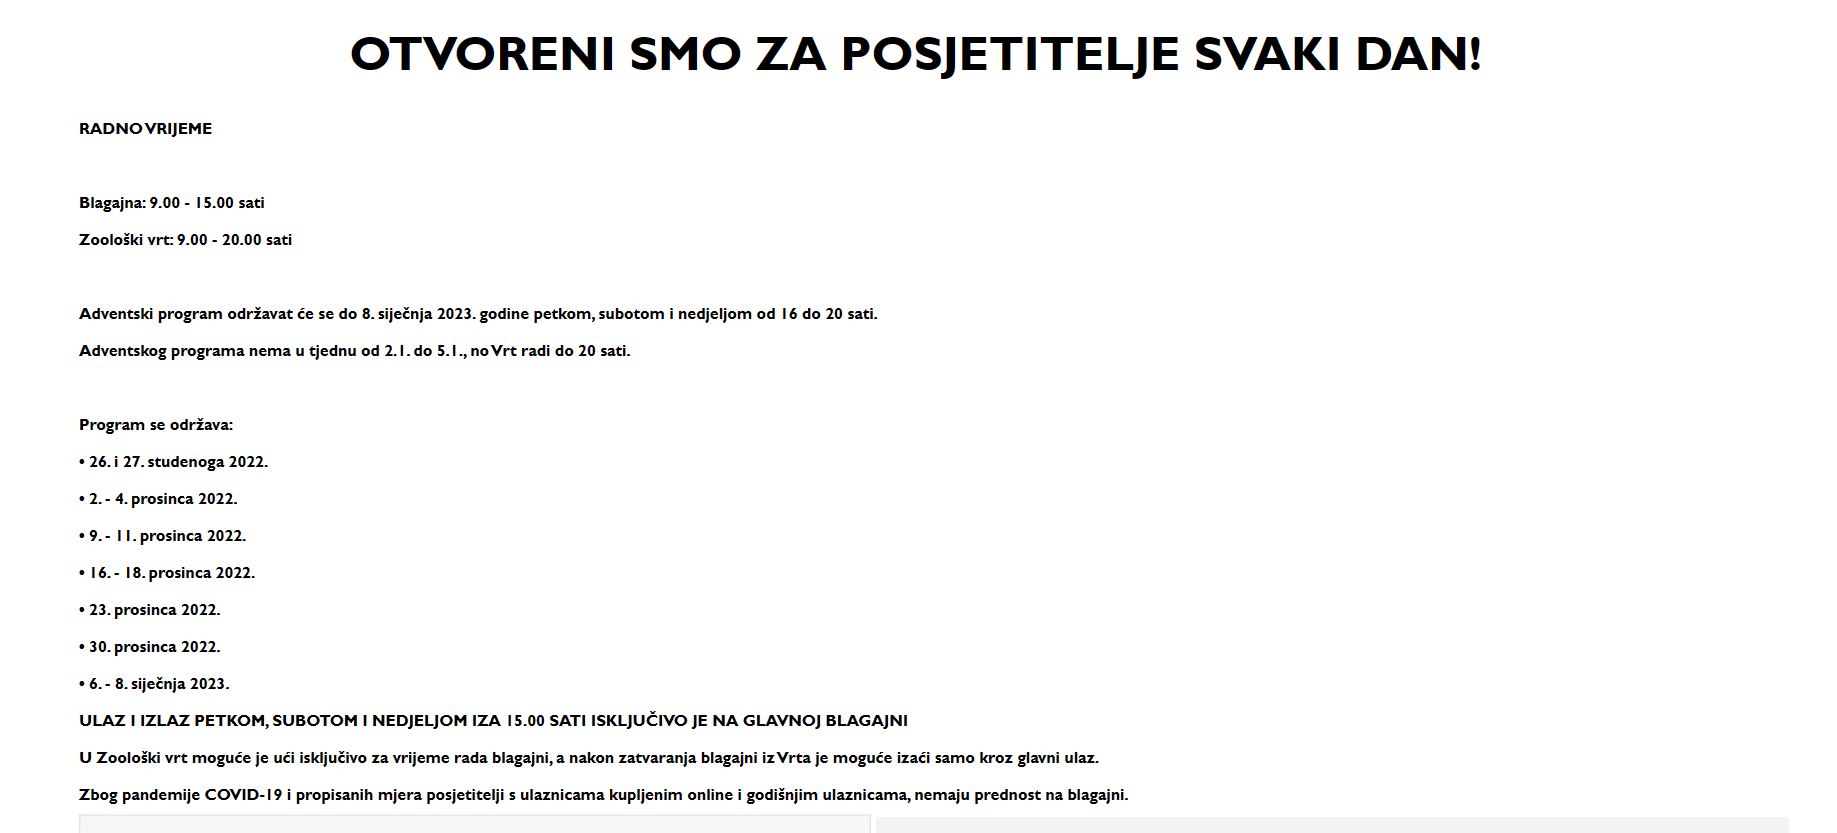 OTVORENI SMO ZA POSJETITELJE SVAKI DAN!
RADNO VRIJEME
Blagajna: 9.00 - 15.00 sati
Zoološki vrt: 9.00 - 20.00 sati
Adventski program održavat će se do 8. siječnja 2023. godine petkom, subotom i nedjeljom od 16 do 20 sati.
Adventskog programa nema u tjednu od 2.1. do 5.1., no Vrt radi do 20 sati.
Program se održava:
• 26. i 27. studenoga 2022.
• 2. - 4. prosinca 2022.
• 9. - 11. prosinca 2022.
• 16. - 18. prosinca 2022.
• 23. prosinca 2022.
• 30. prosinca 2022.
• 6. - 8. siječnja 2023.
ULAZ I IZLAZ PETKOM, SUBOTOM I NEDJELJOM IZA 15.00 SATI ISKLJUČIVO JE NA GLAVNOJ BLAGAJNI
U Zoološki vrt moguće je ući isključivo za vrijeme rada blagajni, a nakon zatvaranja blagajni iz Vrta je moguće izaći samo kroz glavni ulaz.
Zbog pandemije COVID-19 i propisanih mjera posjetitelji s ulaznicama kupljenim online i godišnjim ulaznicama, nemaju prednost na blagajni.